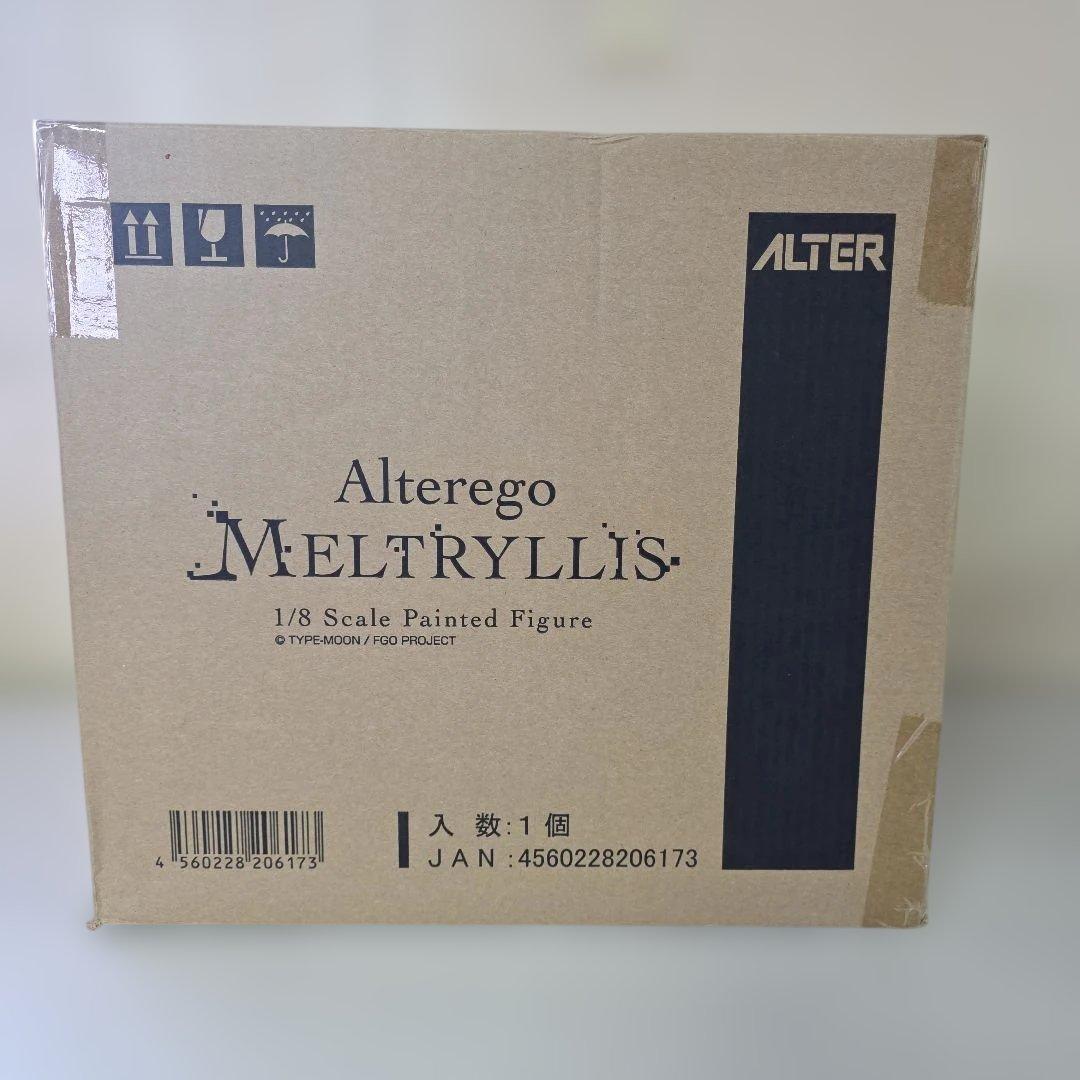 ALTER
Alterego
MELTRYLLIS
1/8 Scale Painted Figure
© TYPE-MOON / FGO PROJECT
入 数:1 個
JAN :4560228206173
4 560228 206173